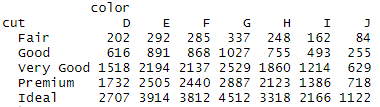 color
cut D E F G H I J
Fair 202 292 285 337 248 162 84
Good 616 891 868 1027 755 493 255
Very Good 1518 2194 2137 2529 1860 1214 629
Premium 1732 2505 2440 2887 2123 1386 718
Ideal 2707 3914 3812 4512 3318 2166 1122